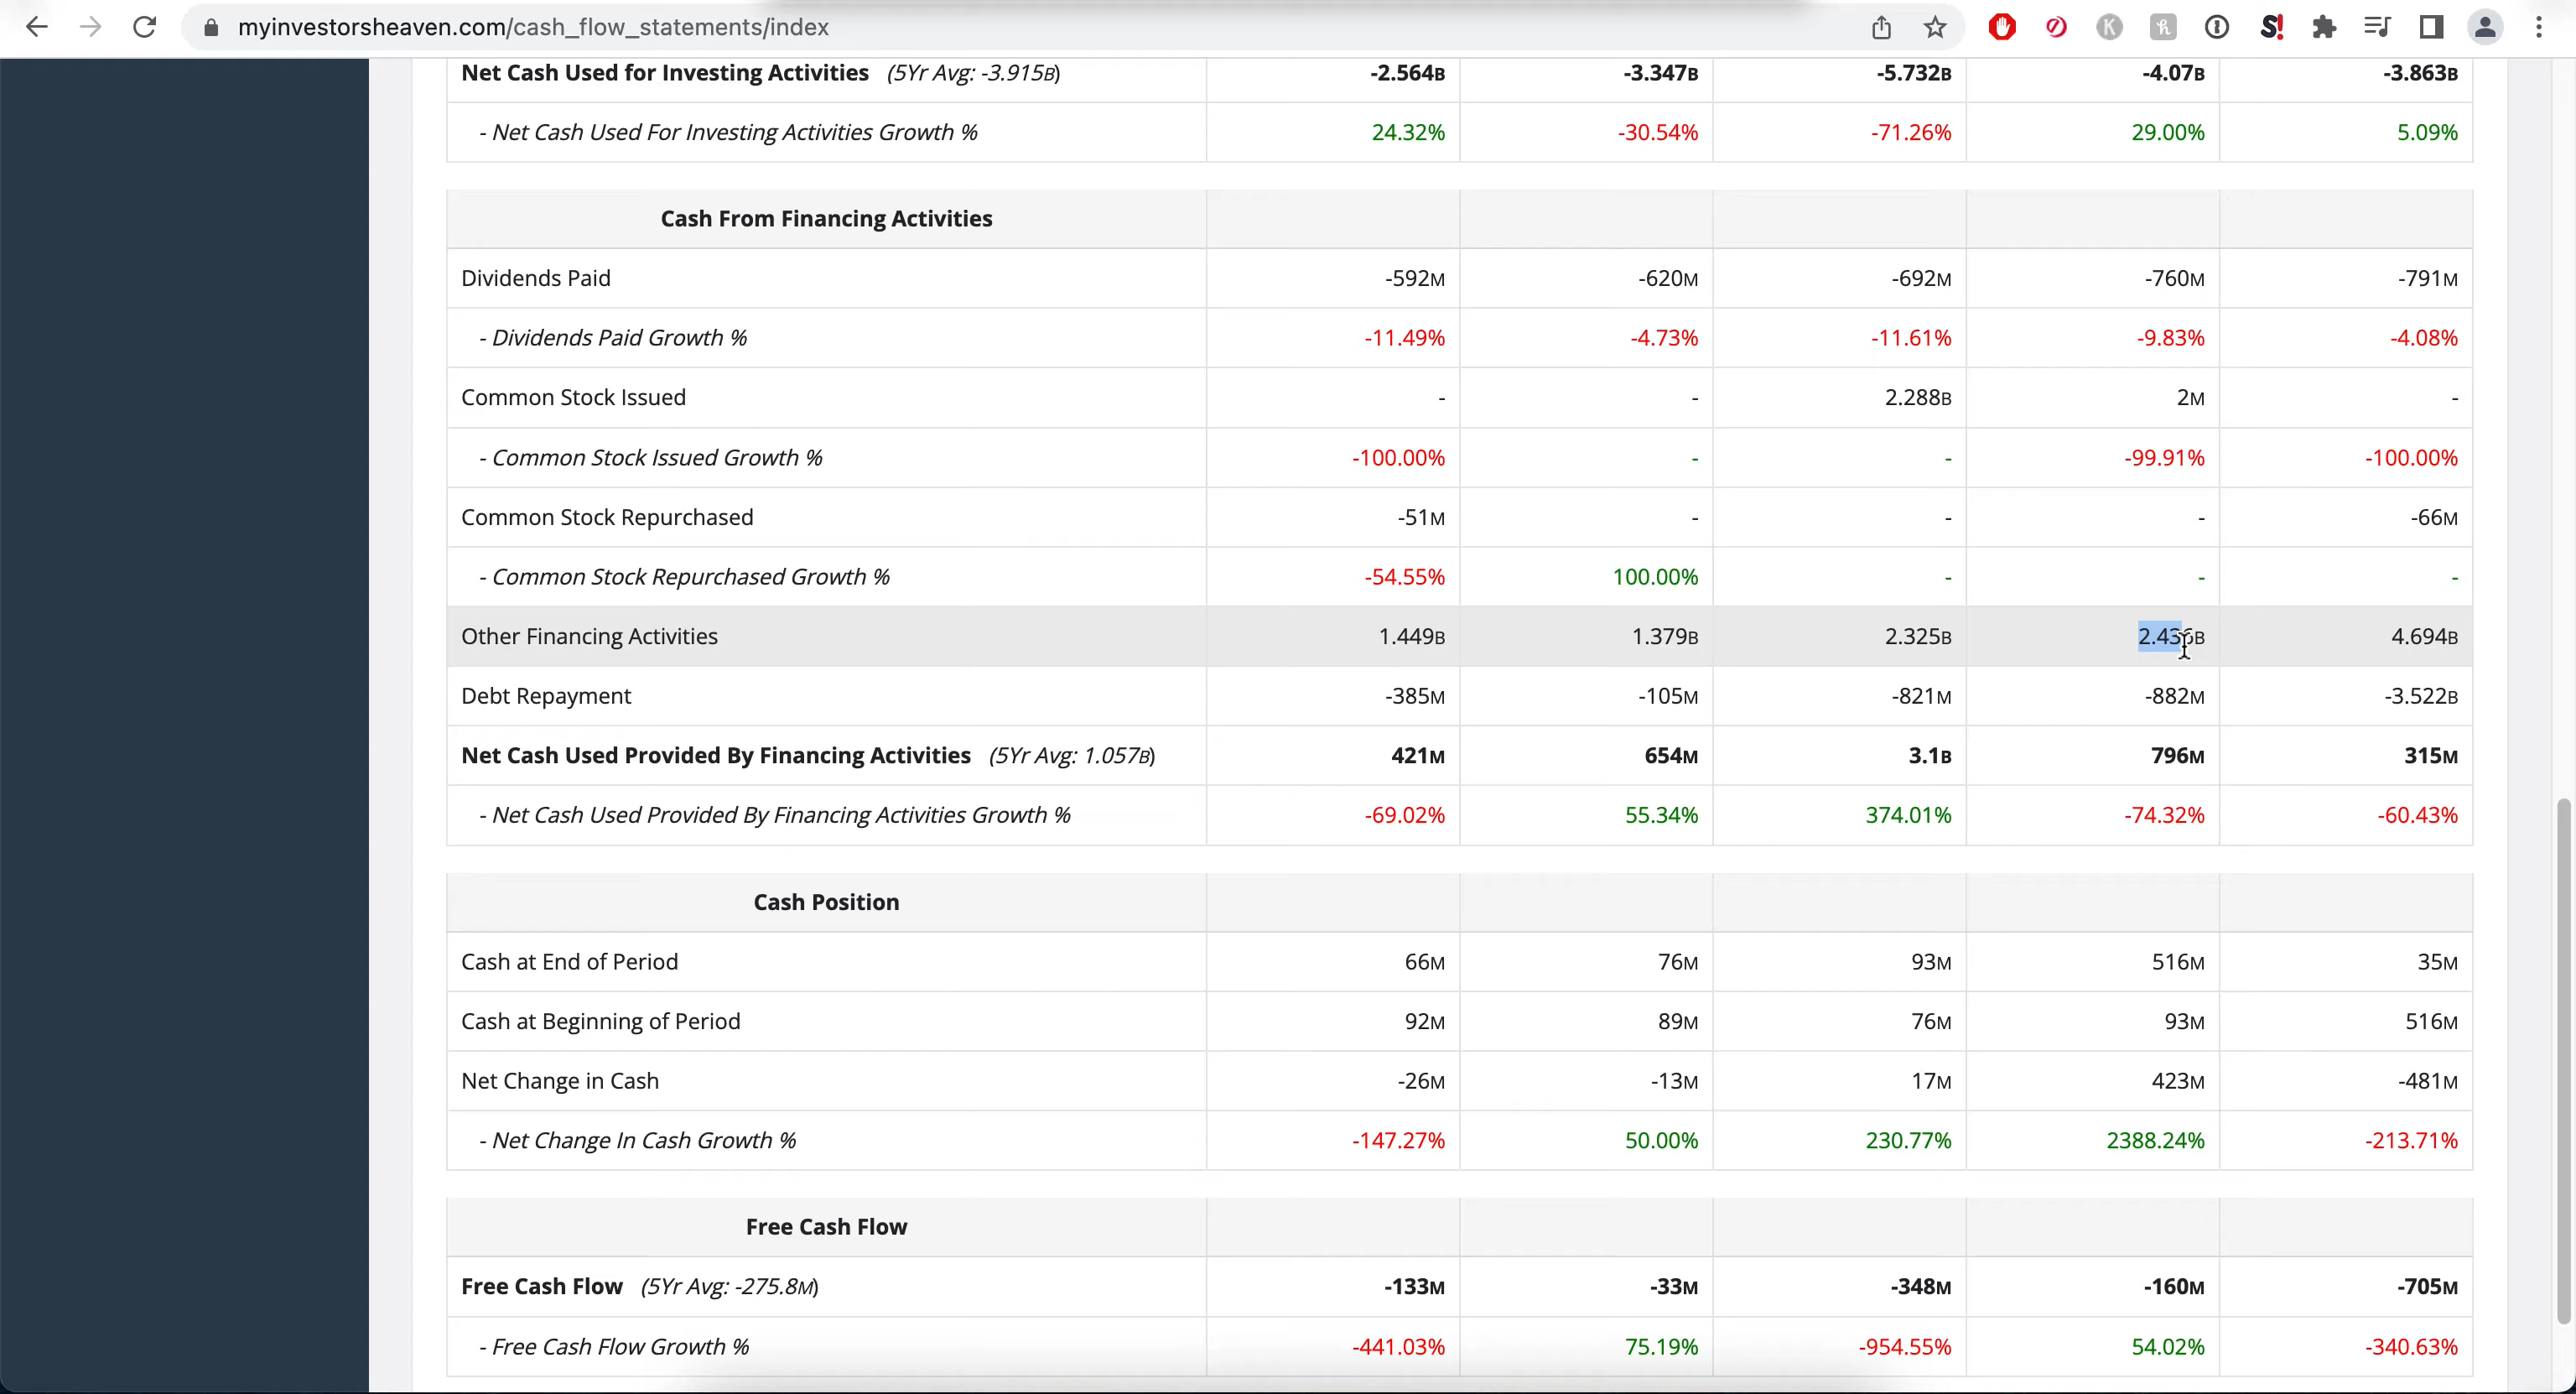 myinvestorsheaven.com/cash_flow_statements/index
Net Cash Used for Investing Activities (5Yr Avg: -3.915B) -2.564B -3.347B -5.732B -4.07B -3.863B
- Net Cash Used For Investing Activities Growth % 24.32% -30.54% -71.26% 29.00% 5.09%
Cash From Financing Activities
Dividends Paid -592M -620M -692M -760M -791M
- Dividends Paid Growth % -11.49% -4.73% -11.61% -9.83% -4.08%
Common Stock Issued - - 2.288B 2M -
- Common Stock Issued Growth % -100.00% - - -99.91% -100.00%
Common Stock Repurchased -51M - - - -66M
- Common Stock Repurchased Growth % -54.55% 100.00% - - -
Other Financing Activities 1.449B 1.379B 2.325B 2.436B 4.694B
Debt Repayment -385M -105M -821M -882M -3.522B
Net Cash Used Provided By Financing Activities (5Yr Avg: 1.057B) 421M 654M 3.1B 796M 315M
- Net Cash Used Provided By Financing Activities Growth % -69.02% 55.34% 374.01% -74.32% -60.43%
Cash Position
Cash at End of Period 66M 76M 93M 516M 35M
Cash at Beginning of Period 92M 89M 76M 93M 516M
Net Change in Cash -26M -13M 17M 423M -481M
- Net Change In Cash Growth % -147.27% 50.00% 230.77% 2388.24% -213.71%
Free Cash Flow
Free Cash Flow (5Yr Avg: -275.8M) -133M -33M -348M -160M -705M
- Free Cash Flow Growth % -441.03% 75.19% -954.55% 54.02% -340.63%